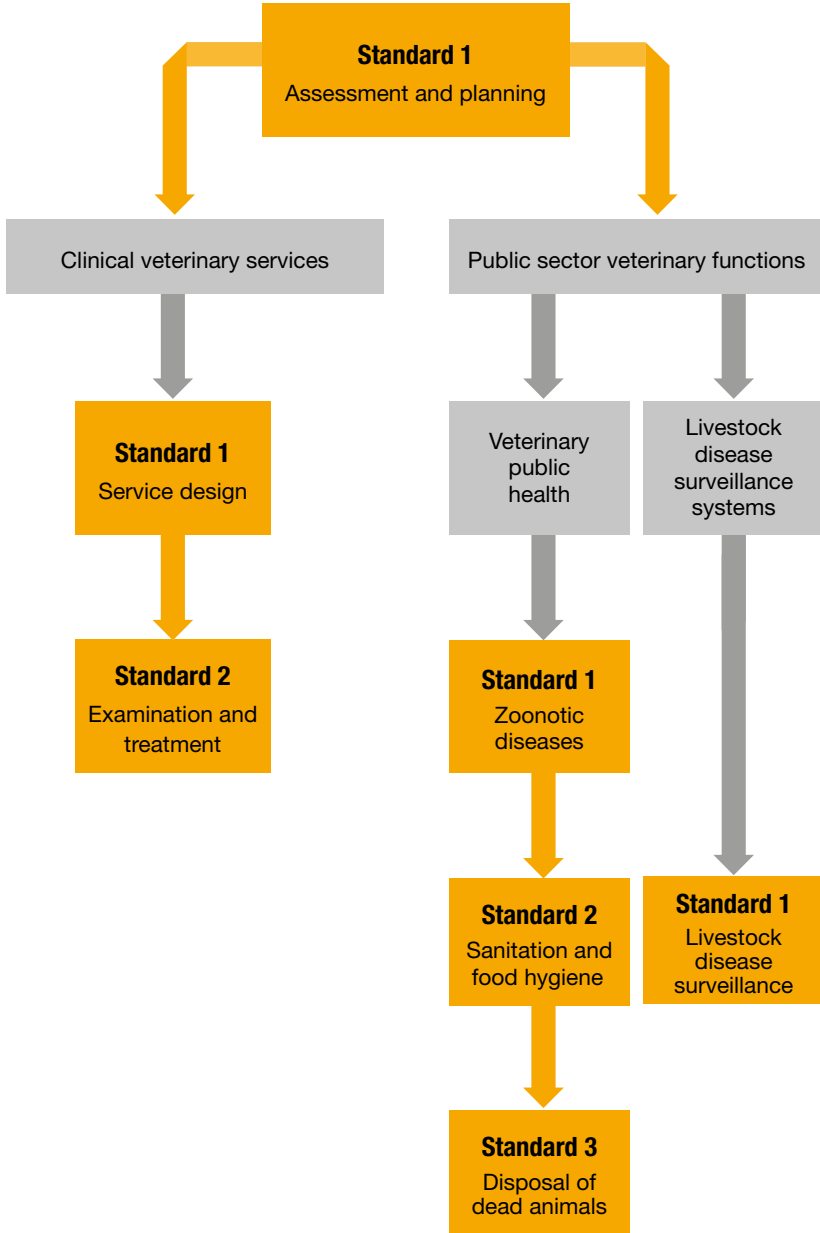 Standard 1
Assessment and planning
Clinical veterinary services
Public sector veterinary functions
Standard 1
Service design
Veterinary
public
health
Livestock
disease
surveillance
systems
Standard 2
Examination and
treatment
Standard 1
Zoonotic
diseases
Standard 2
Sanitation and
food hygiene
Standard 1
Livestock
disease
surveillance
Standard 3
Disposal of
dead animals